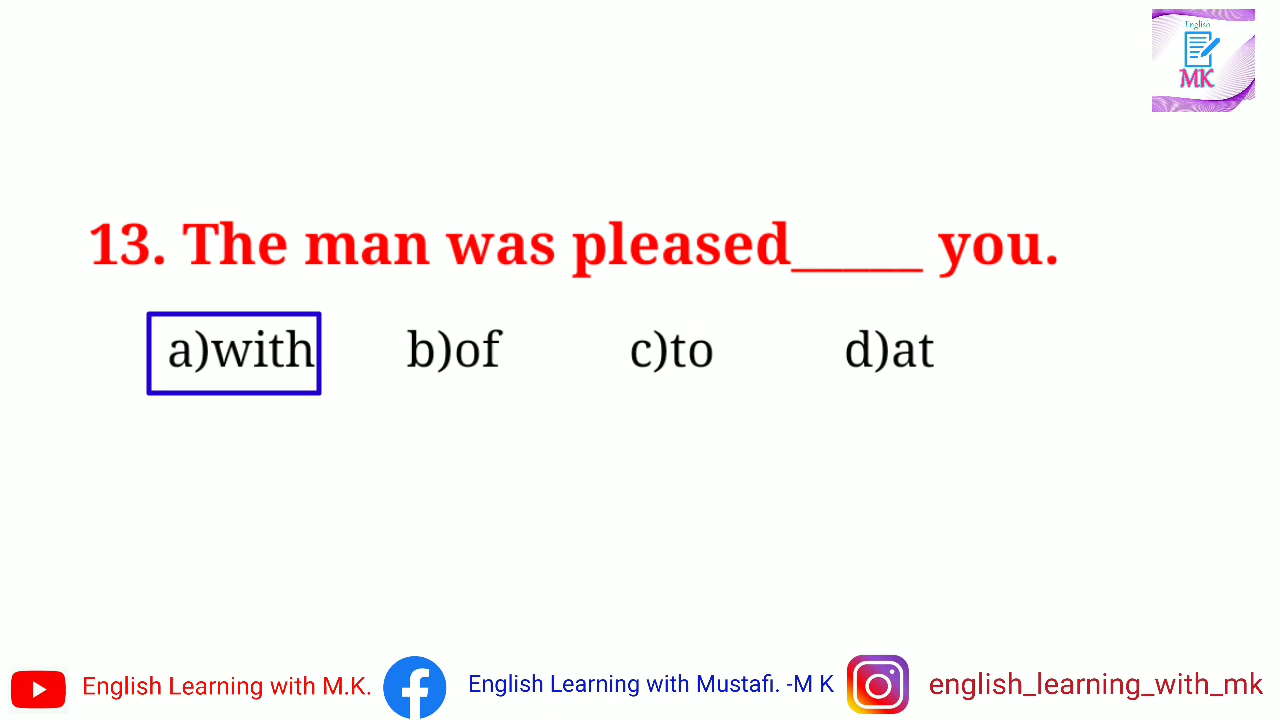 English
MK
13. The man was pleased_____ you.
a)with b)of c)to d)at
English Learning with M.K. English Learning with Mustafi. -M K english_learning_with_mk